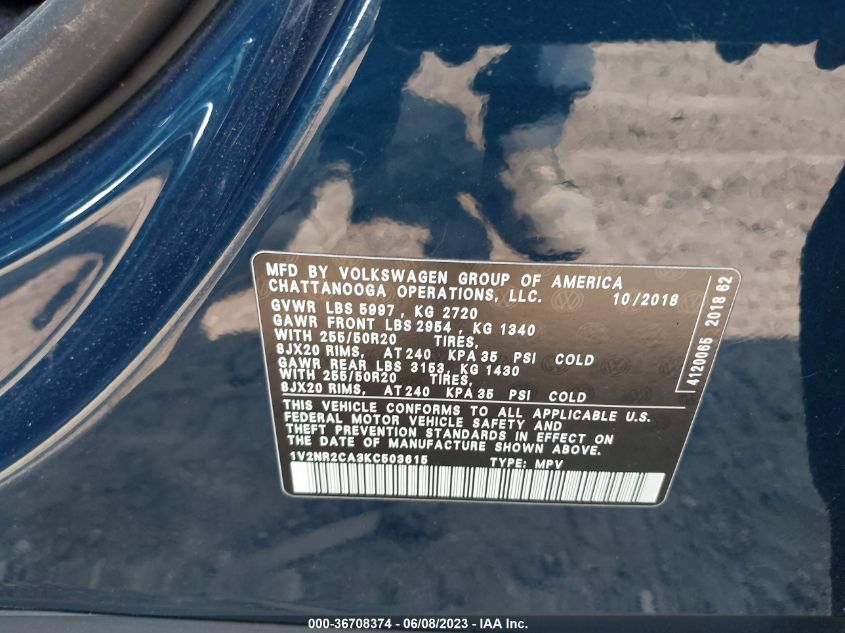 MFD BY VOLKSWAGEN GROUP OF AMERICA
CHATTANOOGA OPERATIONS, LLC. 10/2018
GVWR LBS 5997 , KG 2720
GAWR FRONT LBS 2954 , KG 1340
WITH 255/50R20 TIRES,
8JX20 RIMS, AT 240 KPA 35 PSI COLD
GAWR REAR LBS 3153, KG 1430
WITH 255/50R20 TIRES,
8JX20 RIMS, AT 240 KPA 35 PSI COLD
THIS VEHICLE CONFORMS TO ALL APPLICABLE U.S.
FEDERAL MOTOR VEHICLE SAFETY AND
THEFT PREVENTION STANDARDS IN EFFECT ON
THE DATE OF MANUFACTURE SHOWN ABOVE.
1V2NR2CA3KC503615 TYPE: MPV
4120065 2018 62
000-36708374 - 06/08/2023 - IAA Inc.